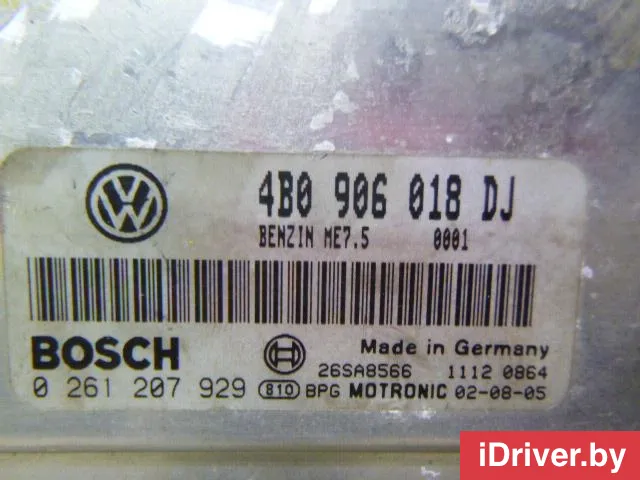 4B0 906 018 DJ
BENZIN ME7.5 0001
BOSCH
Made in Germany
26SA8566 1112 0864
0 261 207 929 810 BPG MOTRONIC 02-08-05
iDriver.by